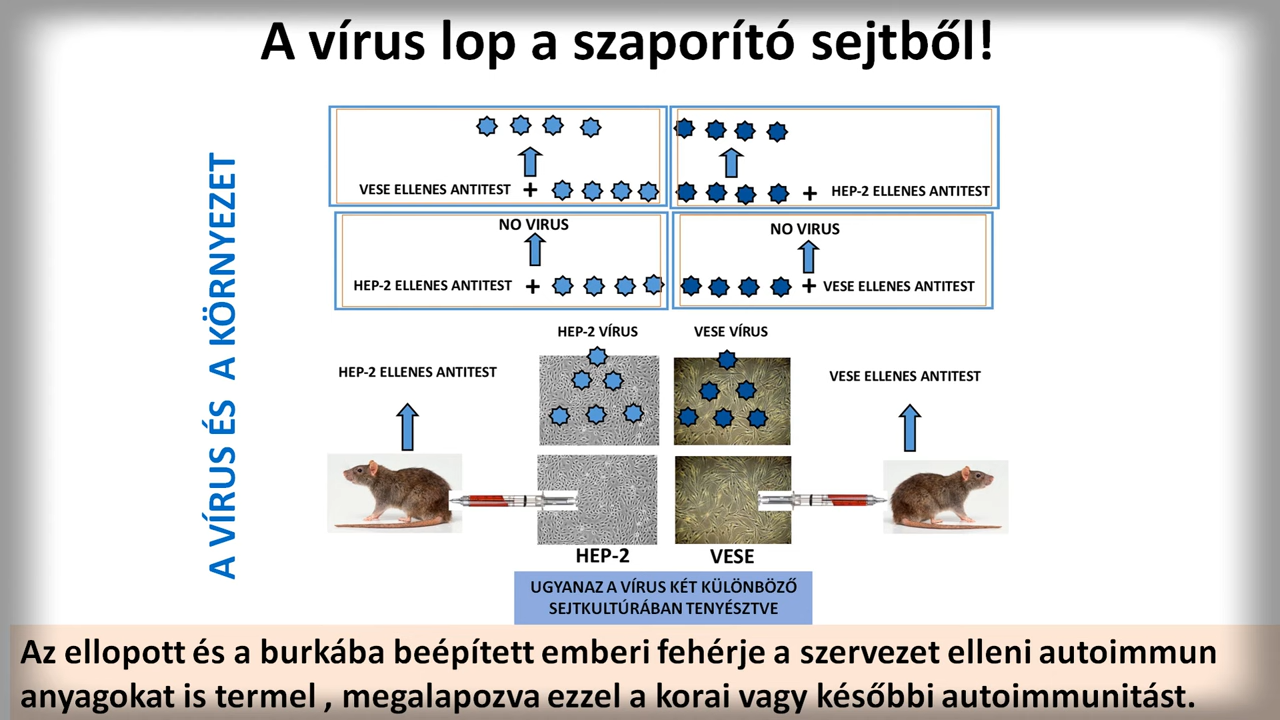 A vírus lop a szaporító sejtből!
A VÍRUS ÉS A KÖRNYEZET
VESE ELLENES ANTITEST +
+ HEP-2 ELLENES ANTITEST
NO VIRUS
HEP-2 ELLENES ANTITEST +
NO VIRUS
+ VESE ELLENES ANTITEST
HEP-2 VÍRUS
VESE VÍRUS
HEP-2 ELLENES ANTITEST
VESE ELLENES ANTITEST
HEP-2
VESE
UGYANAZ A VÍRUS KÉT KÜLÖNBÖZŐ
SEJTKULTÚRÁBAN TENYÉSZTVE
Az ellopott és a burkába beépített emberi fehérje a szervezet elleni autoimmun
anyagokat is termel , megalapozva ezzel a korai vagy későbbi autoimmunitást.